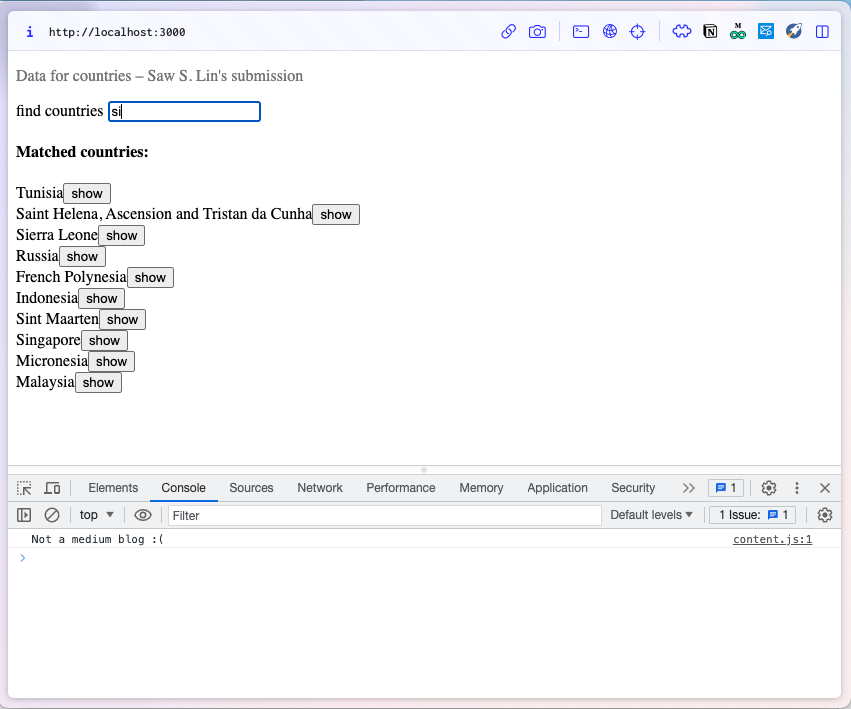 i http://localhost:3000
Data for countries – Saw S. Lin's submission
find countries si
Matched countries:
Tunisia show
Saint Helena, Ascension and Tristan da Cunha show
Sierra Leone show
Russia show
French Polynesia show
Indonesia show
Sint Maarten show
Singapore show
Micronesia show
Malaysia show
Elements Console Sources Network Performance Memory Application Security 1
top Filter Default levels 1 Issue: 1
Not a medium blog :( content.js:1